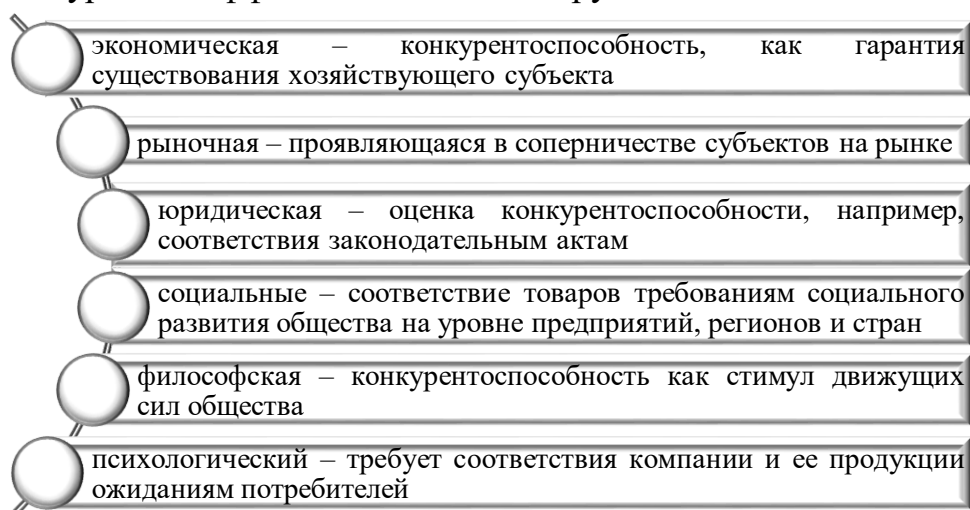 экономическая – конкурентоспособность, как гарантия
существования хозяйствующего субъекта
рыночная – проявляющаяся в соперничестве субъектов на рынке
юридическая – оценка конкурентоспособности, например,
соответствия законодательным актам
социальные – соответствие товаров требованиям социального
развития общества на уровне предприятий, регионов и стран
философская – конкурентоспособность как стимул движущих
сил общества
психологический – требует соответствия компании и ее продукции
ожиданиям потребителей